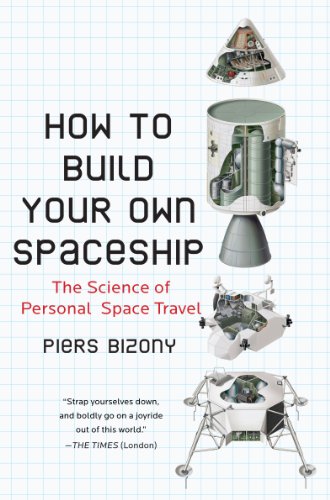 HOW TO
BUILD
YOUR OWN
SPACESHIP
The Science of
Personal Space Travel
PIERS BIZONY
"Strap yourselves down,
and boldly go on a joyride
out of this world."
—THE TIMES (London)